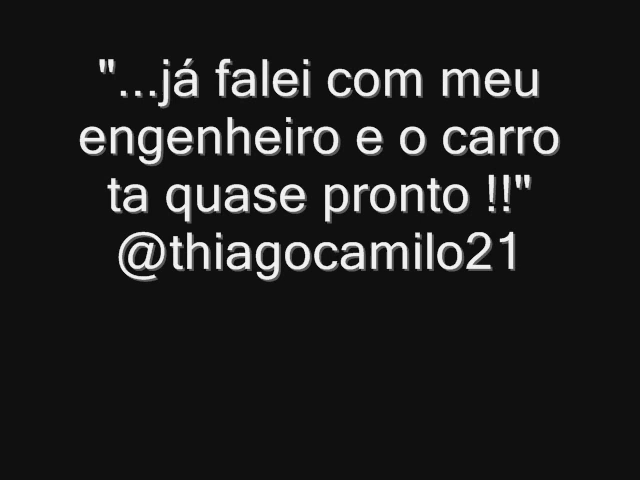 "...já falei com meu
engenheiro e o carro
ta quase pronto !!"
@thiagocamilo21